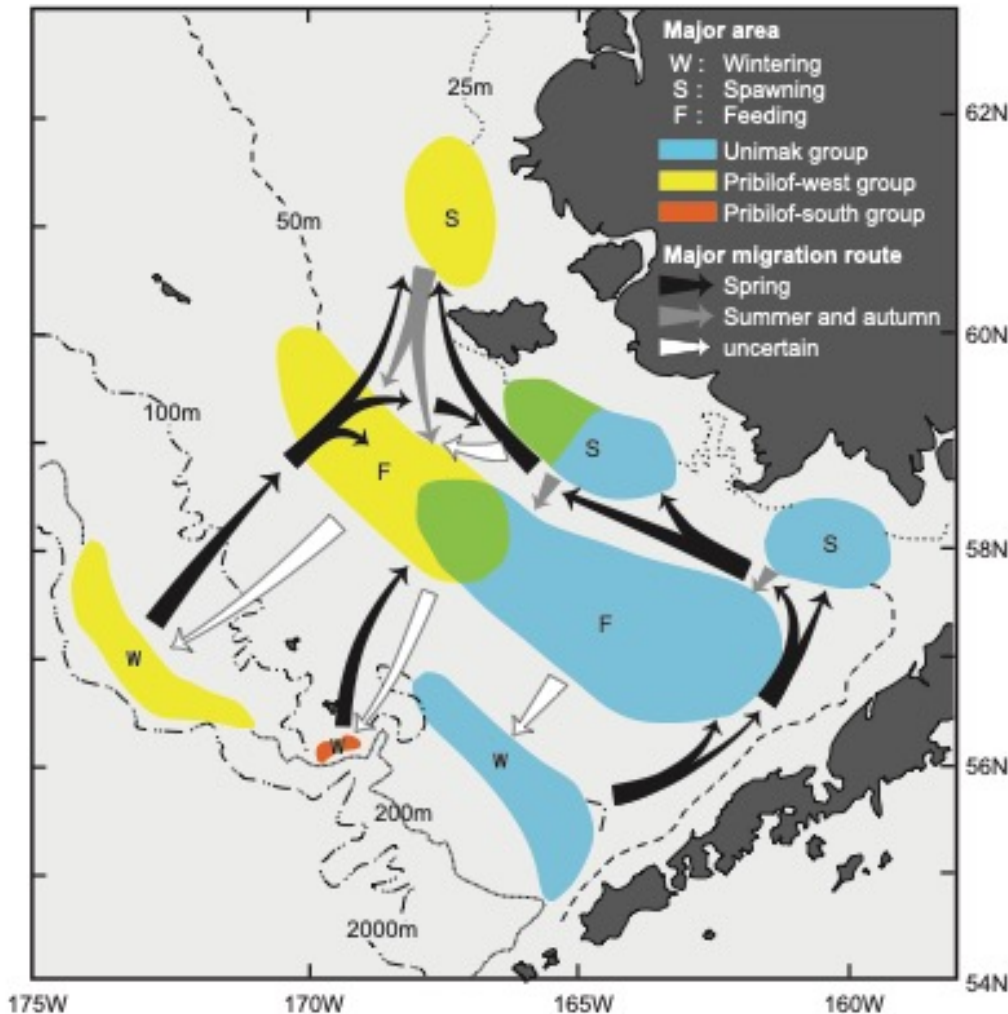 Major area
W : Wintering
S : Spawning
F : Feeding
Unimak group
Pribilof-west group
Pribilof-south group
Major migration route
Spring
Summer and autumn
uncertain
25m
62N
S
50m
60N
100m
S
F
S
58N
F
W
W
W
56N
200m
2000m
54N
175W
170W
165W
160W